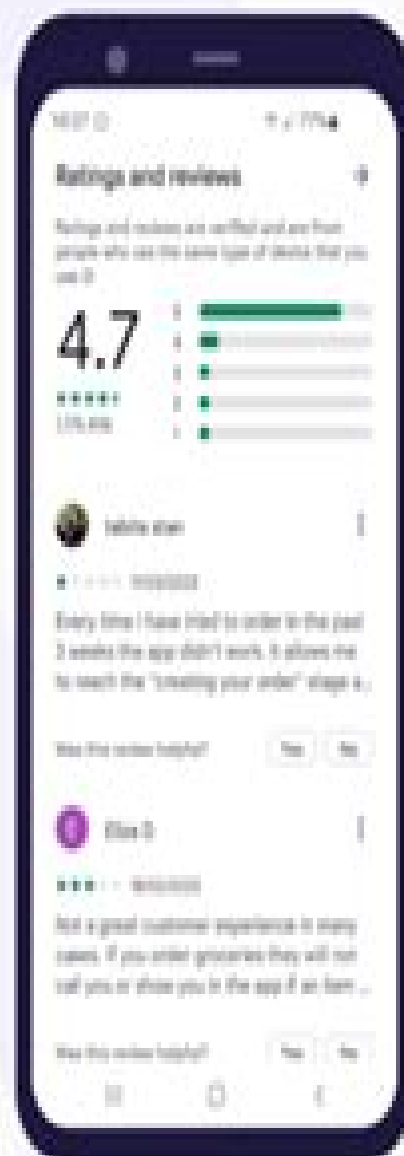 77%
Ratings and reviews
Ratings and reviews are verified and are from
people who use the same type of device that you
use
4.7
5
4
3
2
1
Every time I have tried to order in the past
3 weeks the app didn't work. It allows me
to reach the "creating your order" stage a...
Was this review helpful?
Yes
No
Eliza
Not a great customer experience in many
cases. If you order groceries they will not
call you or show you in the app if an item ...
Was this review helpful?
Yes
No